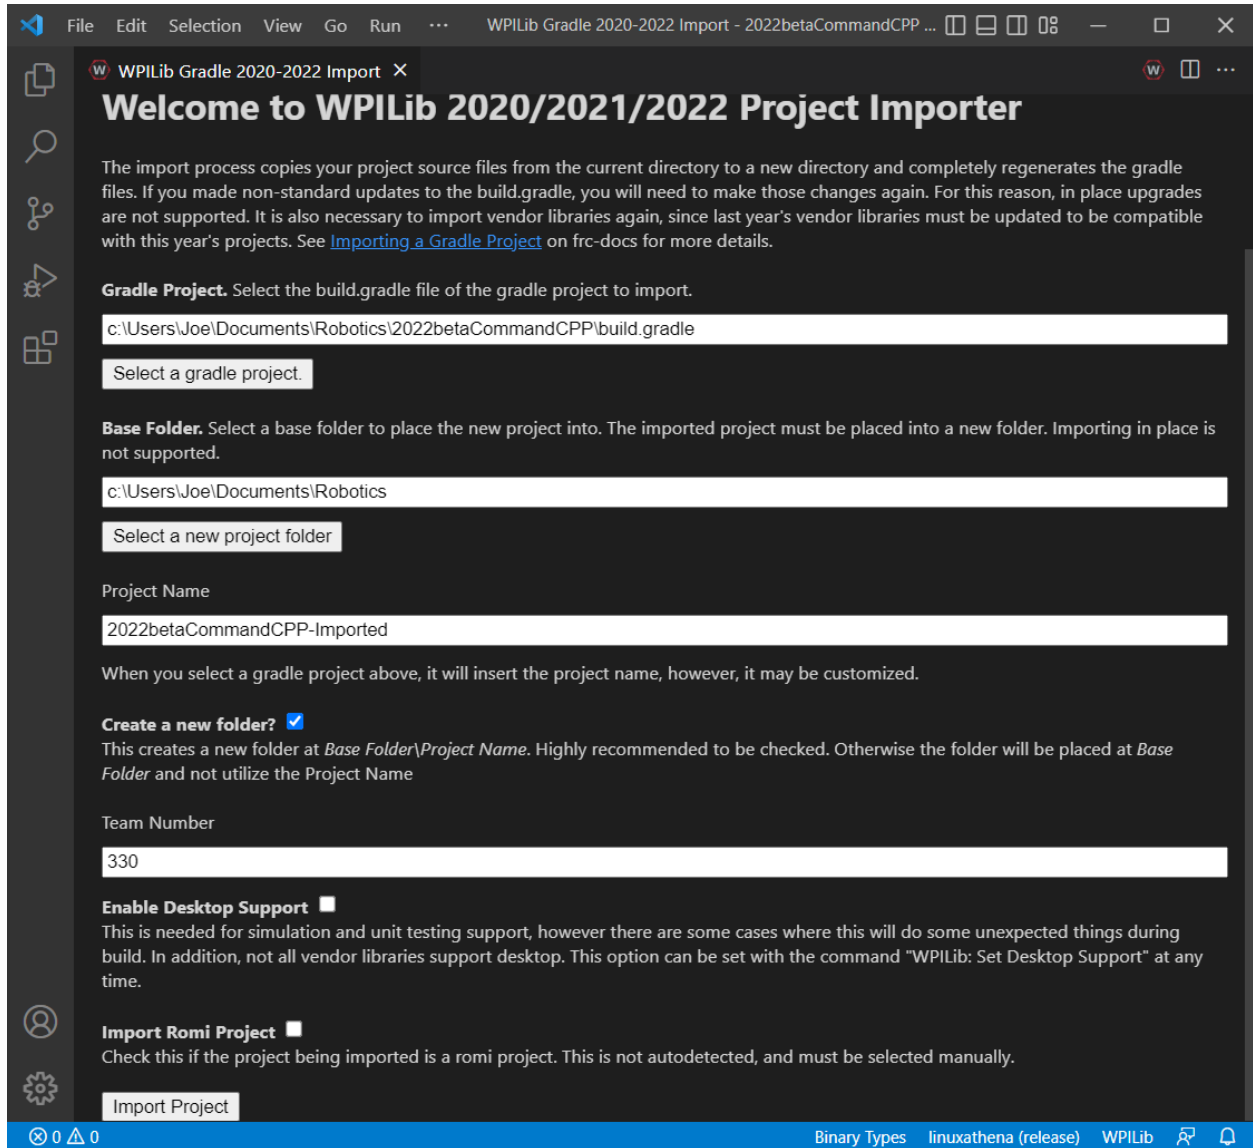 File Edit Selection View Go Run ··· WPILib Gradle 2020-2022 Import - 2022betaCommandCPP ...
WPILib Gradle 2020-2022 Import
Welcome to WPILib 2020/2021/2022 Project Importer
The import process copies your project source files from the current directory to a new directory and completely regenerates the gradle
files. If you made non-standard updates to the build.gradle, you will need to make those changes again. For this reason, in place upgrades
are not supported. It is also necessary to import vendor libraries again, since last year's vendor libraries must be updated to be compatible
with this year's projects. See Importing a Gradle Project on frc-docs for more details.
Gradle Project. Select the build.gradle file of the gradle project to import.
c:\Users\Joe\Documents\Robotics\2022betaCommandCPP\build.gradle
Select a gradle project.
Base Folder. Select a base folder to place the new project into. The imported project must be placed into a new folder. Importing in place is
not supported.
c:\Users\Joe\Documents\Robotics
Select a new project folder
Project Name
2022betaCommandCPP-Imported
When you select a gradle project above, it will insert the project name, however, it may be customized.
Create a new folder?
This creates a new folder at Base Folder\Project Name. Highly recommended to be checked. Otherwise the folder will be placed at Base
Folder and not utilize the Project Name
Team Number
330
Enable Desktop Support
This is needed for simulation and unit testing support, however there are some cases where this will do some unexpected things during
build. In addition, not all vendor libraries support desktop. This option can be set with the command "WPILib: Set Desktop Support" at any
time.
Import Romi Project
Check this if the project being imported is a romi project. This is not autodetected, and must be selected manually.
Import Project
0 0 Binary Types linuxathena (release) WPILib